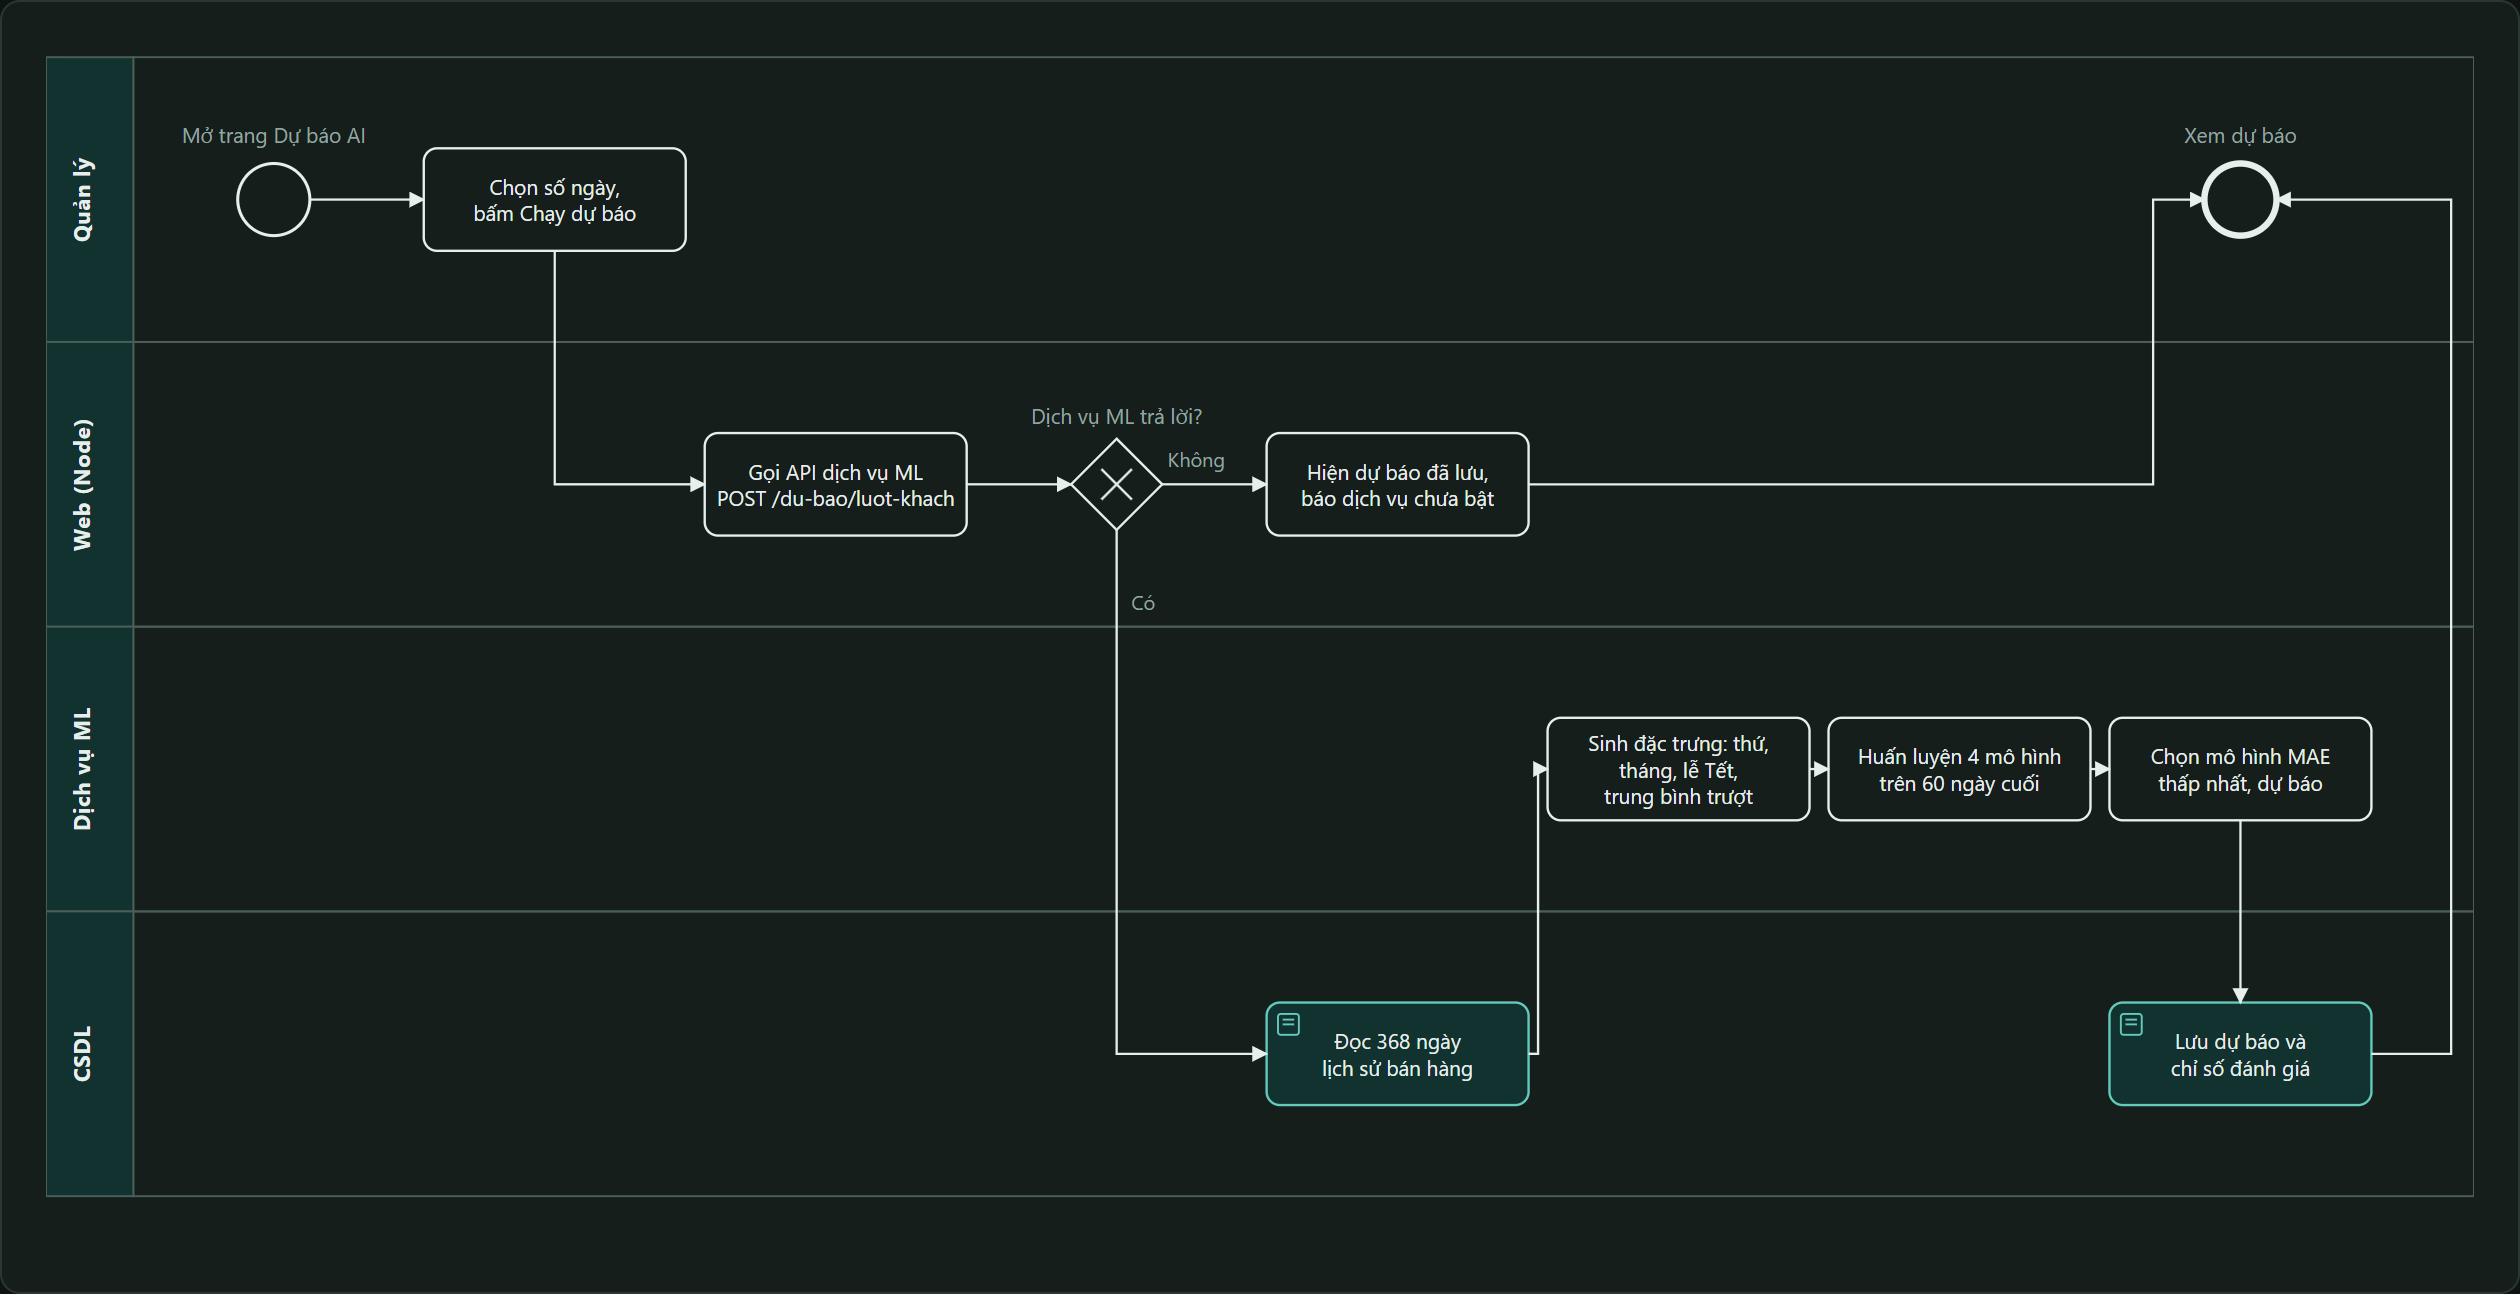 Quản lý
Mở trang Dự báo AI
Chọn số ngày,
bấm Chạy dự báo
Xem dự báo
Web (Node)
Gọi API dịch vụ ML
POST /du-bao/luot-khach
Dịch vụ ML trả lời?
Không
Có
Hiện dự báo đã lưu,
báo dịch vụ chưa bật
Dịch vụ ML
Sinh đặc trưng: thứ,
tháng, lễ Tết,
trung bình trượt
Huấn luyện 4 mô hình
trên 60 ngày cuối
Chọn mô hình MAE
thấp nhất, dự báo
CSDL
Đọc 368 ngày
lịch sử bán hàng
Lưu dự báo và
chỉ số đánh giá